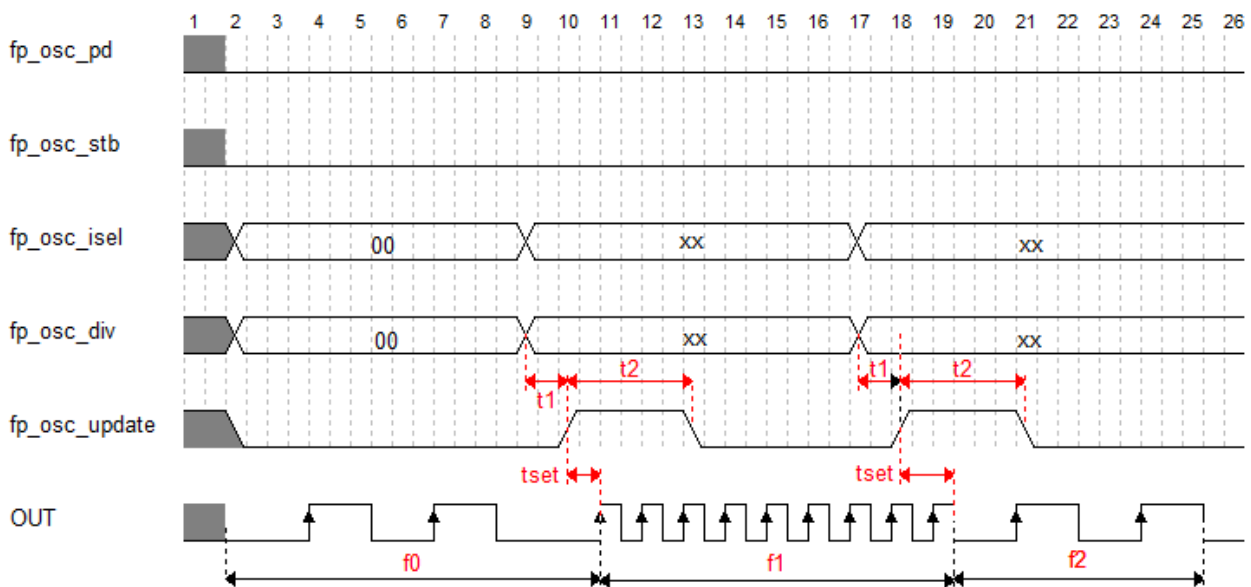 1 2 3 4 5 6 7 8 9 10 11 12 13 14 15 16 17 18 19 20 21 22 23 24 25 26
fp_osc_pd
fp_osc_stb
fp_osc_isel 00 xx xx
fp_osc_div 00 xx xx
t1 t2 t1 t2
fp_osc_update
tset tset
OUT
f0 f1 f2